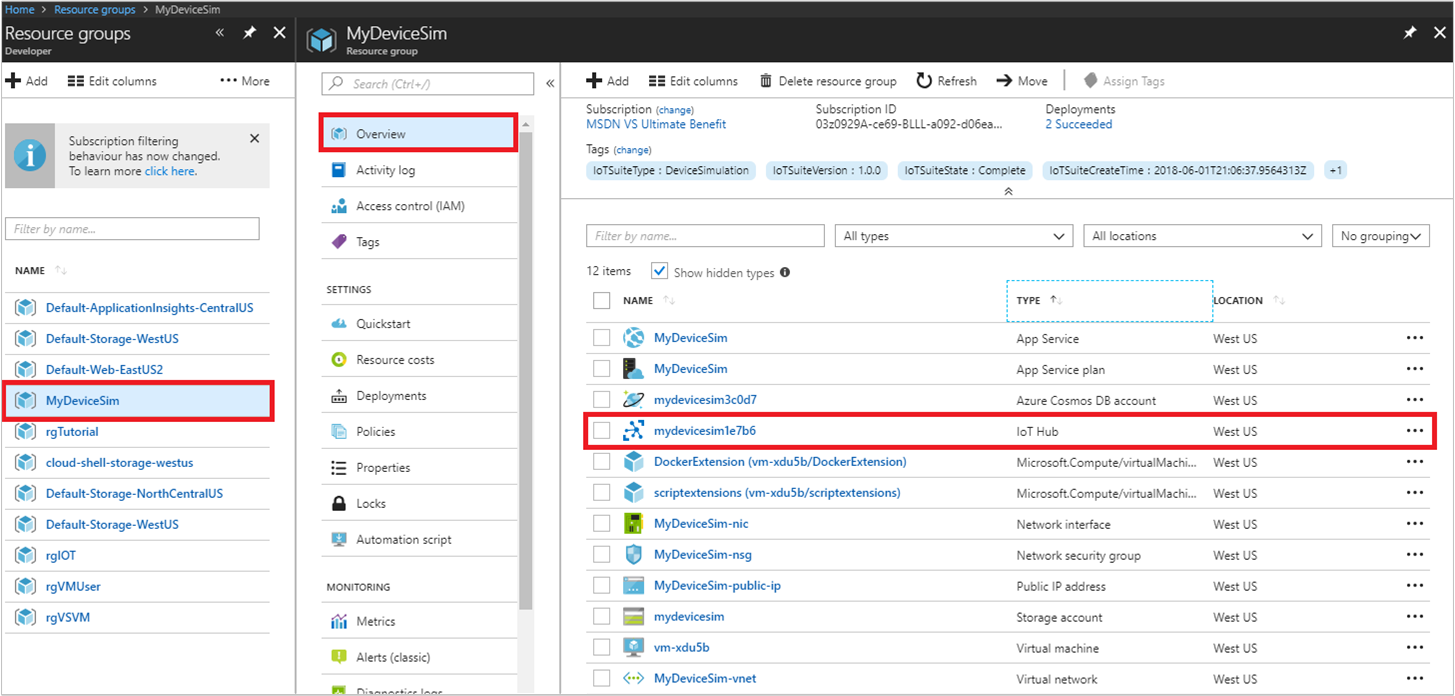 Home > Resource groups > MyDeviceSim
Resource groups
Developer
Add Edit columns More
Subscription filtering
behaviour has now changed.
To learn more click here.
Filter by name...
NAME
Default-ApplicationInsights-CentralUS
Default-Storage-WestUS
Default-Web-EastUS2
MyDeviceSim
rgTutorial
cloud-shell-storage-westus
Default-Storage-NorthCentralUS
Default-Storage-WestUS
rgIOT
rgVMUser
rgVSVM
MyDeviceSim
Resource group
Search (Ctrl+/)
Overview
Activity log
Access control (IAM)
Tags
SETTINGS
Quickstart
Resource costs
Deployments
Policies
Properties
Locks
Automation script
MONITORING
Metrics
Alerts (classic)
Diagnostics logs
Add Edit columns Delete resource group Refresh Move Assign Tags
Subscription (change) Subscription ID Deployments
MSDN VS Ultimate Benefit 03z0929A-ce69-BLLL-a092-d06ea... 2 Succeeded
Tags (change)
IoTSuiteType : DeviceSimulation IoTSuiteVersion : 1.0.0 IoTSuiteState : Complete IoTSuiteCreateTime : 2018-06-01T21:06:37.9564313Z +1
Filter by name... All types All locations No grouping
12 items Show hidden types
NAME TYPE LOCATION
MyDeviceSim App Service West US
MyDeviceSim App Service plan West US
mydevicesim3c0d7 Azure Cosmos DB account West US
mydevicesim1e7b6 IoT Hub West US
DockerExtension (vm-xdu5b/DockerExtension) Microsoft.Compute/virtualMachi... West US
scriptextensions (vm-xdu5b/scriptextensions) Microsoft.Compute/virtualMachi... West US
MyDeviceSim-nic Network interface West US
MyDeviceSim-nsg Network security group West US
MyDeviceSim-public-ip Public IP address West US
mydevicesim Storage account West US
vm-xdu5b Virtual machine West US
MyDeviceSim-vnet Virtual network West US